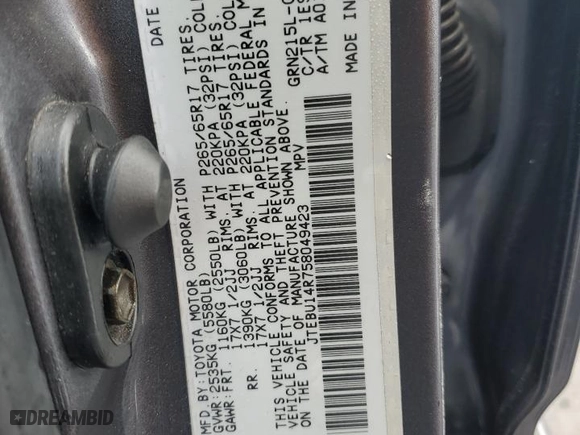 MFD. BY: TOYOTA MOTOR CORPORATION
DATE
GVWR: 2535KG (5580LB)
GAWR: FRT. 1160KG (2550LB) WITH P265/65R17 TIRES.
17X7 1/2JJ RIMS. AT 220KPA (32PSI) COL
RR. 1390KG (3060LB) WITH P265/65R17 TIRES.
17X7 1/2JJ RIMS. AT 220KPA (32PSI) COL
THIS VEHICLE CONFORMS TO ALL APPLICABLE FEDERAL M
VEHICLE SAFETY AND THEFT PREVENTION STANDARDS IN
ON THE DATE OF MANUFACTURE SHOWN ABOVE.
JTEBU14R758049423 MPV
GRN215L-
C/TR 1E9
A/TM A0
MADE IN
DREAMBID